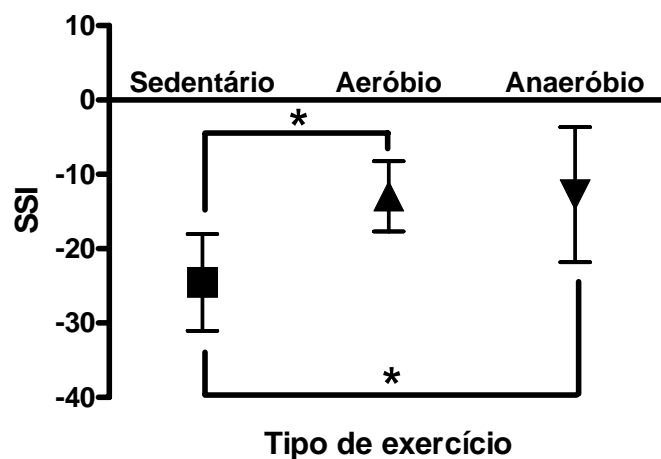 10
Sedentário Aeróbio Anaeróbio
0
*
-10
SSI
-20
-30
*
-40
Tipo de exercício